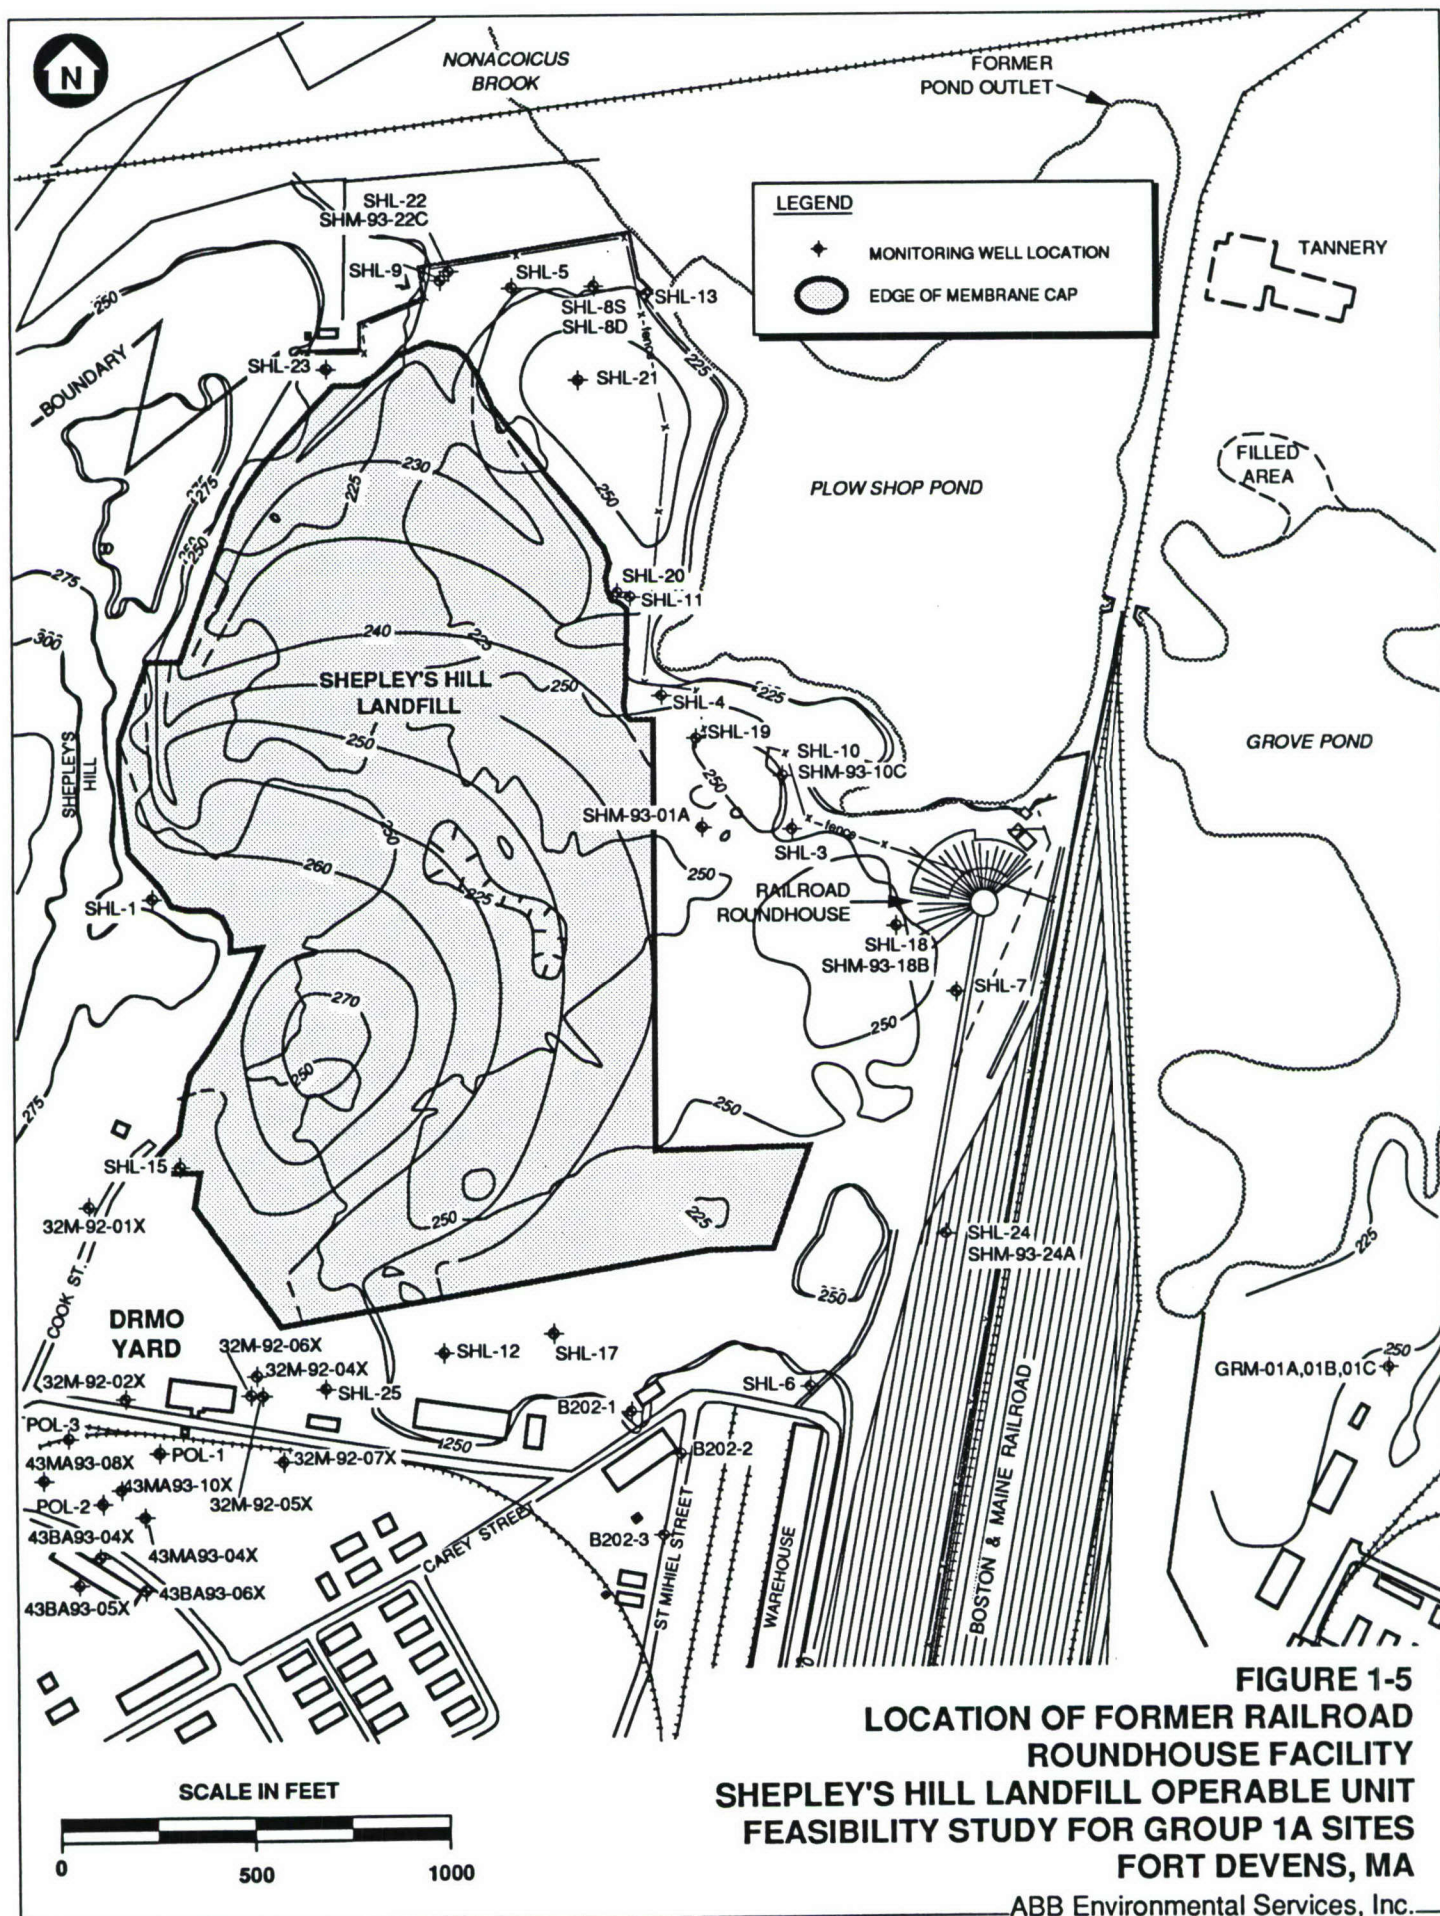 N
NONACOICUS
BROOK
FORMER
POND OUTLET
LEGEND
MONITORING WELL LOCATION
EDGE OF MEMBRANE CAP
TANNERY
SHL-22
SHM-93-22C
SHL-9
SHL-5
SHL-8S
SHL-8D
SHL-13
x-fence
225
250
BOUNDARY
SHL-23
SHL-21
FILLED
AREA
230
225
275
275
250
PLOW SHOP POND
250
250
275
300
SHL-20
SHL-11
240
225
SHEPLEY'S HILL
LANDFILL
250
225
SHL-4
SHL-19
SHEPLEY'S
HILL
250
250
SHL-10
SHM-93-10C
GROVE POND
SHM-93-01A
x-fence
SHL-3
250
260
225
250
RAILROAD
ROUNDHOUSE
SHL-1
SHL-18
SHM-93-18B
SHL-7
270
250
250
275
250
SHL-15
32M-92-01X
250
225
SHL-24
SHM-93-24A
225
250
COOK ST.
DRMO
YARD
32M-92-06X
32M-92-04X
SHL-12
SHL-17
250
GRM-01A,01B,01C
32M-92-02X
SHL-25
SHL-6
B202-1
POL-3
POL-1
250
B202-2
43MA93-08X
32M-92-07X
43MA93-10X
POL-2
32M-92-05X
43BA93-04X
43MA93-04X
B202-3
43BA93-05X
43BA93-06X
CAREY STREET
ST MIHIEL STREET
WAREHOUSE
BOSTON & MAINE RAILROAD
FIGURE 1-5
LOCATION OF FORMER RAILROAD
ROUNDHOUSE FACILITY
SHEPLEY'S HILL LANDFILL OPERABLE UNIT
FEASIBILITY STUDY FOR GROUP 1A SITES
FORT DEVENS, MA
SCALE IN FEET
0
500
1000
ABB Environmental Services, Inc.